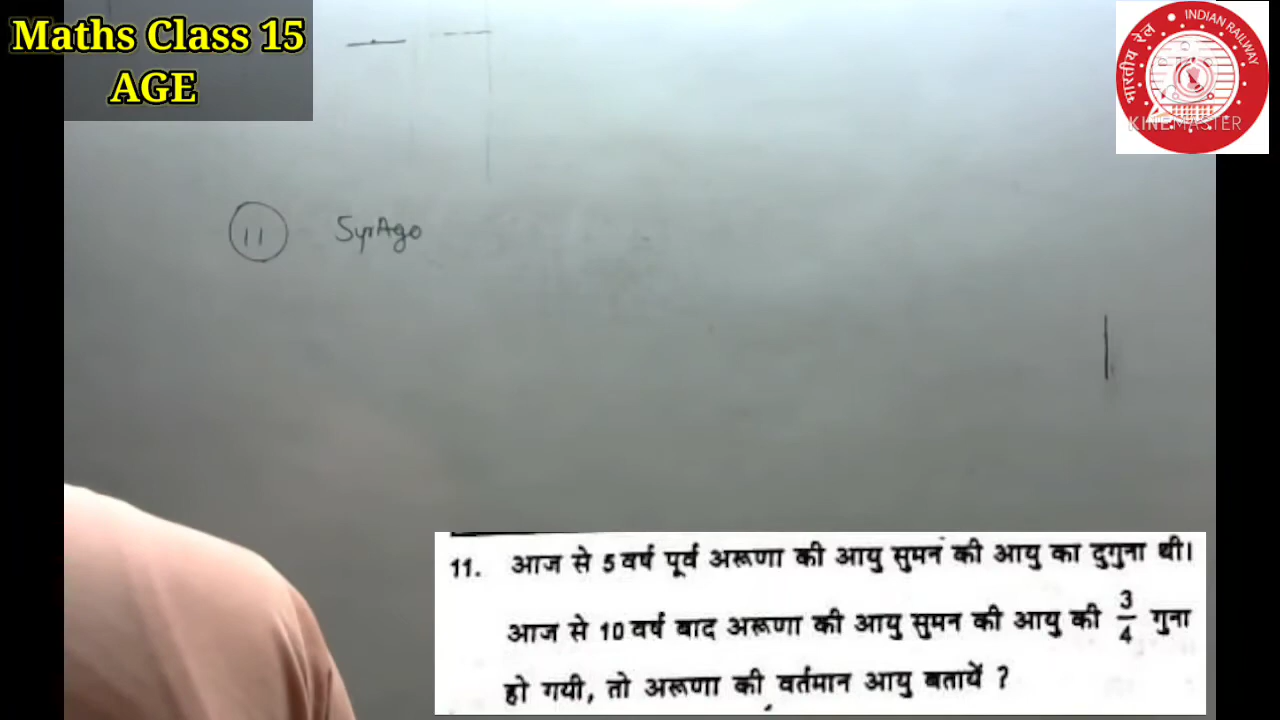 Maths Class 15
AGE
INDIAN RAILWAY
भारतीय रेल
KINEMASTER
11 5yrAgo
11. आज से 5 वर्ष पूर्व अरूणा की आयु सुमन की आयु का दुगुना थी।
आज से 10 वर्ष बाद अरूणा की आयु सुमन की आयु की 3/4 गुना
हो गयी, तो अरूणा की वर्तमान आयु बतायें ?